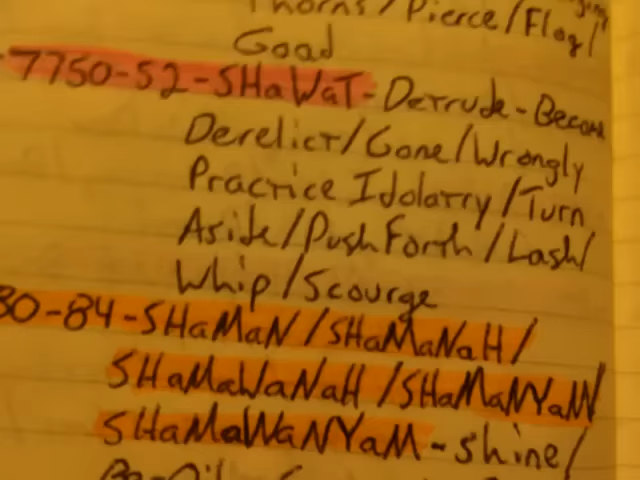 Thorns/Pierce/Flog/
Goad
7750-52-SHaWaT-Detrude-Become
Derelict/Gone/Wrongly
Practice Idolatry/Turn
Aside/Push Forth/Lash/
Whip/Scourge
80-84-SHaMaN/SHaMaNaH/
SHaMaWaNaH/SHaMaNYaM
SHaMaWaNYaM-shine/